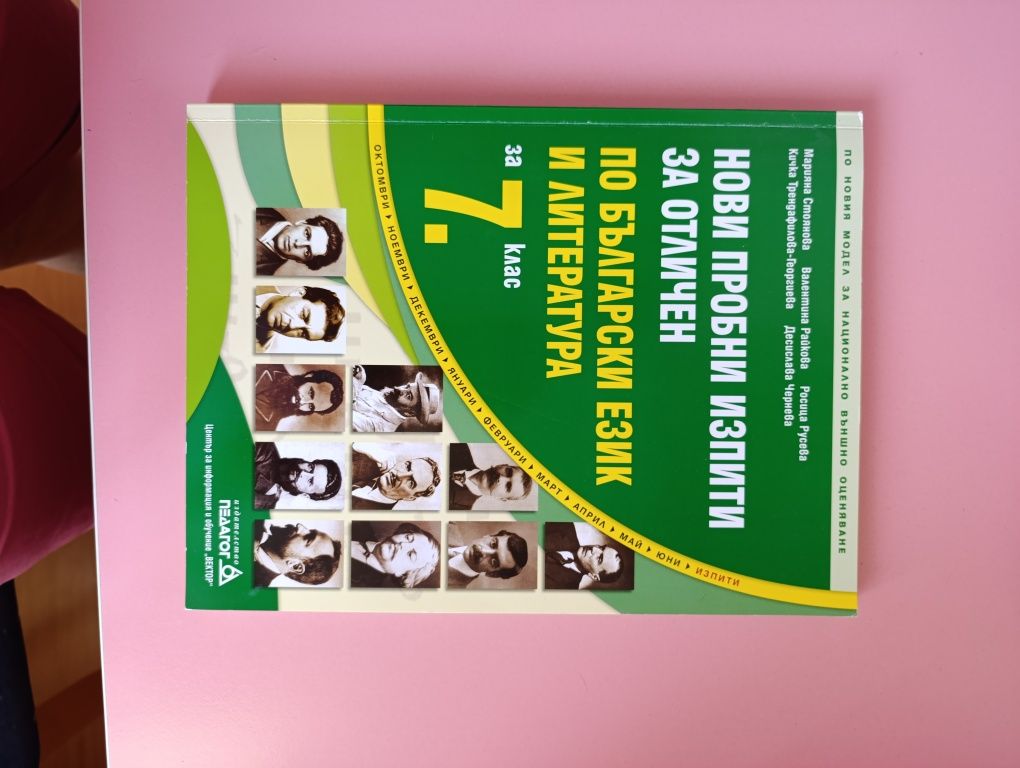 ПО НОВИЯ МОДЕЛ ЗА НАЦИОНАЛНО ВЪНШНО ОЦЕНЯВАНЕ
Марияна Стоянова Валентина Райкова Росица Русева
Кичка Трендафилова-Георгиева Десислава Чернева
НОВИ ПРОБНИ ИЗПИТИ
ЗА ОТЛИЧЕН
ПО БЪЛГАРСКИ ЕЗИК
И ЛИТЕРАТУРА
за 7. клас
ОКТОМВРИ НОЕМВРИ ДЕКЕМВРИ ЯНУАРИ ФЕВРУАРИ МАРТ АПРИЛ МАЙ ЮНИ ИЗПИТИ
издателство
ПЕДАГОГ 6
Център за информация и обучение „ВЕКТОР"